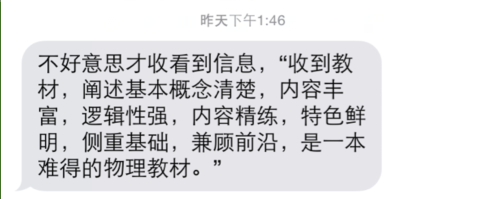 昨天下午1:46
不好意思才收看到信息，“收到教
材，阐述基本概念清楚，内容丰
富，逻辑性强，内容精练，特色鲜
明，侧重基础，兼顾前沿，是一本
难得的物理教材。”